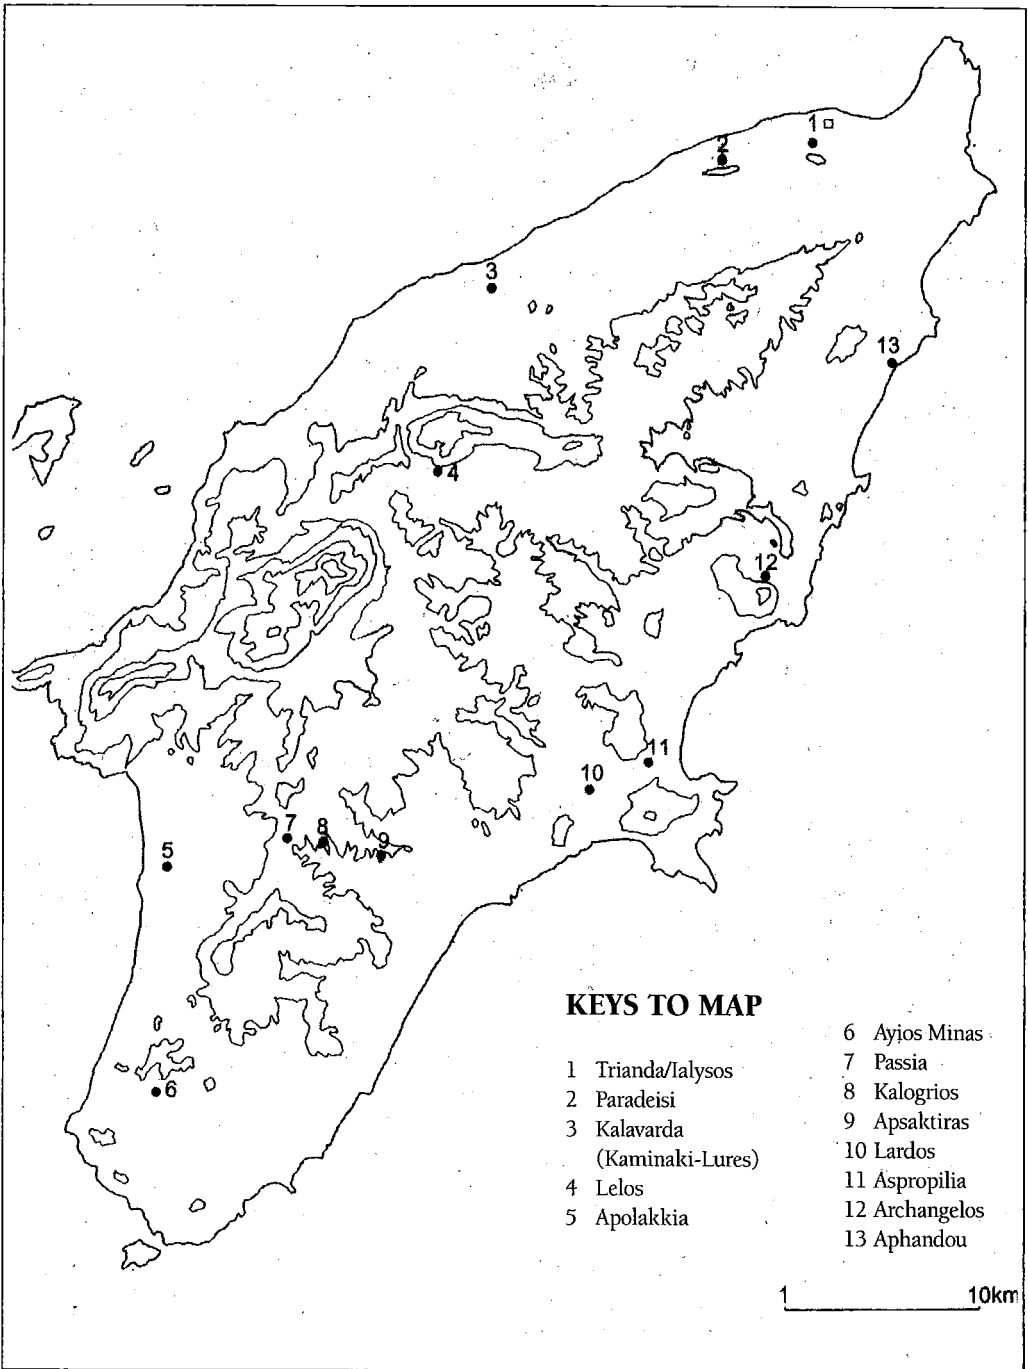 1
2
3
13
4
12
11
10
7
8
9
5
6
KEYS TO MAP
1 Trianda/Ialysos
2 Paradeisi
3 Kalavarda
(Kaminaki-Lures)
4 Lelos
5 Apolakkia
6 Ayios Minas
7 Passia
8 Kalogrios
9 Apsaktiras
10 Lardos
11 Aspropilia
12 Archangelos
13 Aphandou
1 10km